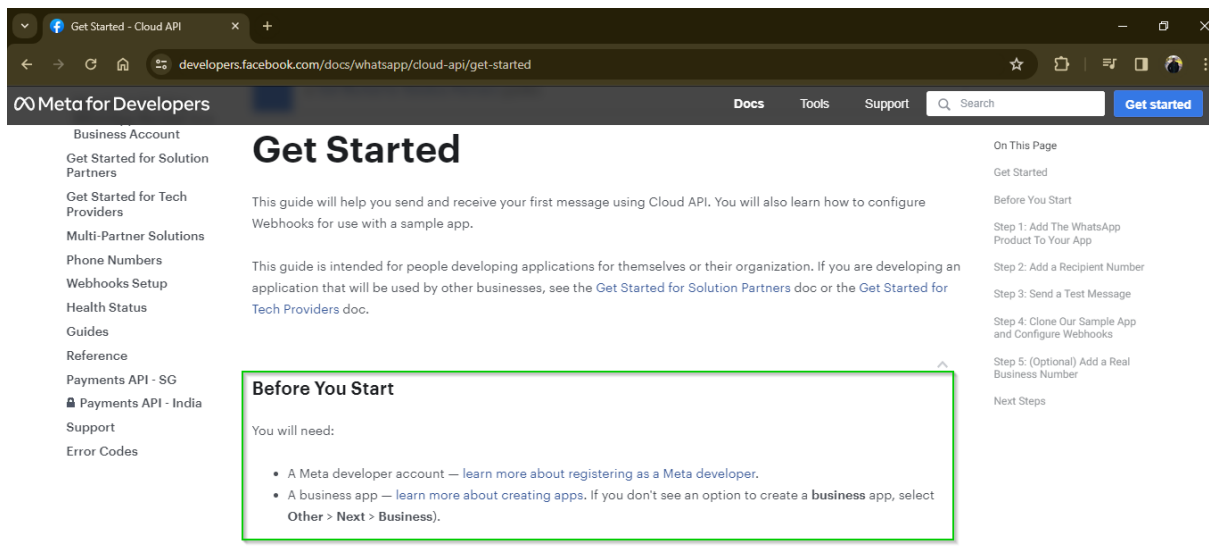 Get Started - Cloud API
developers.facebook.com/docs/whatsapp/cloud-api/get-started
Meta for Developers
Docs
Tools
Support
Search
Get started
Business Account
Get Started for Solution
Partners
Get Started for Tech
Providers
Multi-Partner Solutions
Phone Numbers
Webhooks Setup
Health Status
Guides
Reference
Payments API - SG
Payments API - India
Support
Error Codes
Get Started
This guide will help you send and receive your first message using Cloud API. You will also learn how to configure
Webhooks for use with a sample app.
This guide is intended for people developing applications for themselves or their organization. If you are developing an
application that will be used by other businesses, see the Get Started for Solution Partners doc or the Get Started for
Tech Providers doc.
Before You Start
You will need:
• A Meta developer account — learn more about registering as a Meta developer.
• A business app — learn more about creating apps. If you don't see an option to create a business app, select
Other > Next > Business).
On This Page
Get Started
Before You Start
Step 1: Add The WhatsApp
Product To Your App
Step 2: Add a Recipient Number
Step 3: Send a Test Message
Step 4: Clone Our Sample App
and Configure Webhooks
Step 5: (Optional) Add a Real
Business Number
Next Steps